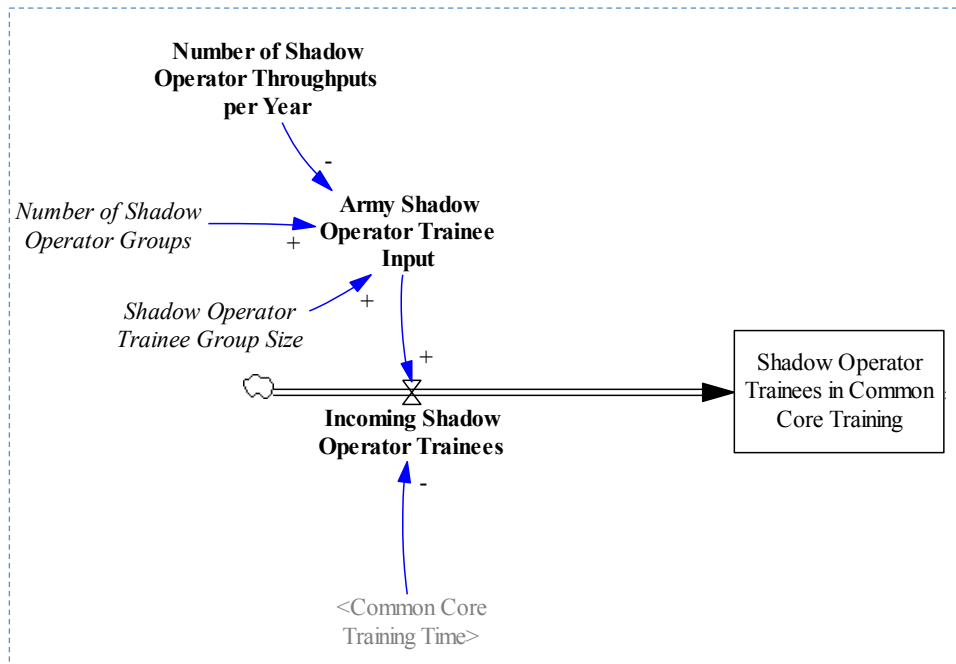 Number of Shadow
Operator Throughputs
per Year
-
Number of Shadow
Operator Groups
+
Army Shadow
Operator Trainee
Input
Shadow Operator
Trainee Group Size
+
+
Incoming Shadow
Operator Trainees
-
Shadow Operator
Trainees in Common
Core Training
<Common Core
Training Time>